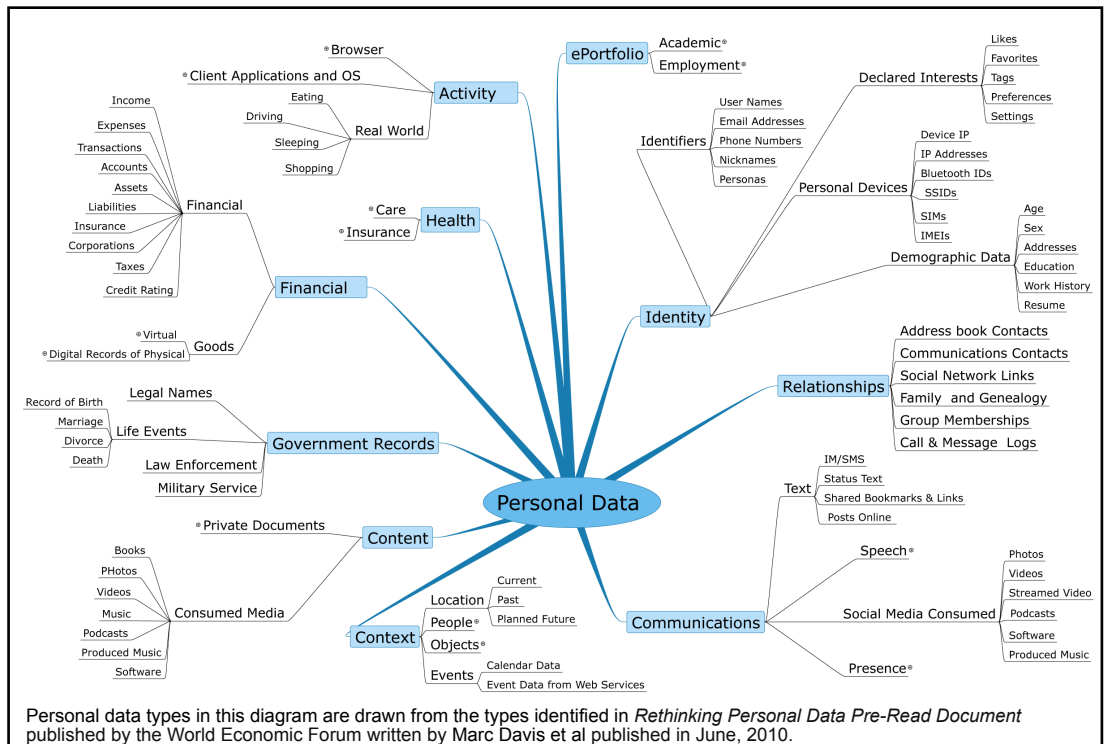 ePortfolio
Academic
Employment
Activity
Browser
Client Applications and OS
Real World
Eating
Driving
Sleeping
Shopping
Health
Care
Insurance
Financial
Financial
Income
Expenses
Transactions
Accounts
Assets
Liabilities
Insurance
Corporations
Taxes
Credit Rating
Goods
Virtual
Digital Records of Physical
Government Records
Legal Names
Life Events
Record of Birth
Marriage
Divorce
Death
Law Enforcement
Military Service
Content
Private Documents
Consumed Media
Books
PHotos
Videos
Music
Podcasts
Produced Music
Software
Context
Location
Current
Past
Planned Future
People
Objects
Events
Calendar Data
Event Data from Web Services
Personal Data
Identity
Identifiers
User Names
Email Addresses
Phone Numbers
Nicknames
Personas
Declared Interests
Likes
Favorites
Tags
Preferences
Settings
Personal Devices
Device IP
IP Addresses
Bluetooth IDs
SSIDs
SIMs
IMEIs
Demographic Data
Age
Sex
Addresses
Education
Work History
Resume
Relationships
Address book Contacts
Communications Contacts
Social Network Links
Family and Genealogy
Group Memberships
Call & Message Logs
Communications
Text
IM/SMS
Status Text
Shared Bookmarks & Links
Posts Online
Speech
Social Media Consumed
Photos
Videos
Streamed Video
Podcasts
Software
Produced Music
Presence
Personal data types in this diagram are drawn from the types identified in Rethinking Personal Data Pre-Read Document
published by the World Economic Forum written by Marc Davis et al published in June, 2010.